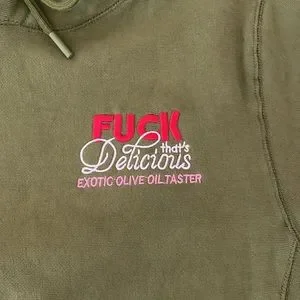 FUCK
that's
Delicious
EXOTIC OLIVE OIL TASTER